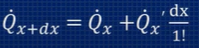 Q̇ₓ₊dₓ = Q̇ₓ + Q̇ₓ′ dx/1!